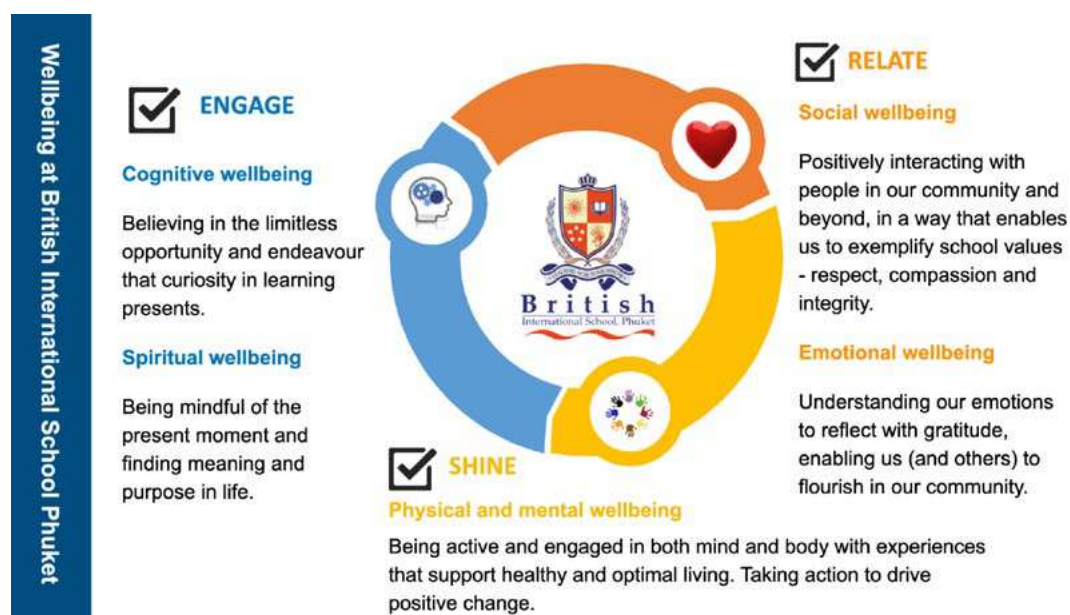 Wellbeing at British International School Phuket
ENGAGE
Cognitive wellbeing
Believing in the limitless
opportunity and endeavour
that curiosity in learning
presents.
Spiritual wellbeing
Being mindful of the
present moment and
finding meaning and
purpose in life.
British
International School, Phuket
RELATE
Social wellbeing
Positively interacting with
people in our community and
beyond, in a way that enables
us to exemplify school values
- respect, compassion and
integrity.
Emotional wellbeing
Understanding our emotions
to reflect with gratitude,
enabling us (and others) to
flourish in our community.
SHINE
Physical and mental wellbeing
Being active and engaged in both mind and body with experiences
that support healthy and optimal living. Taking action to drive
positive change.